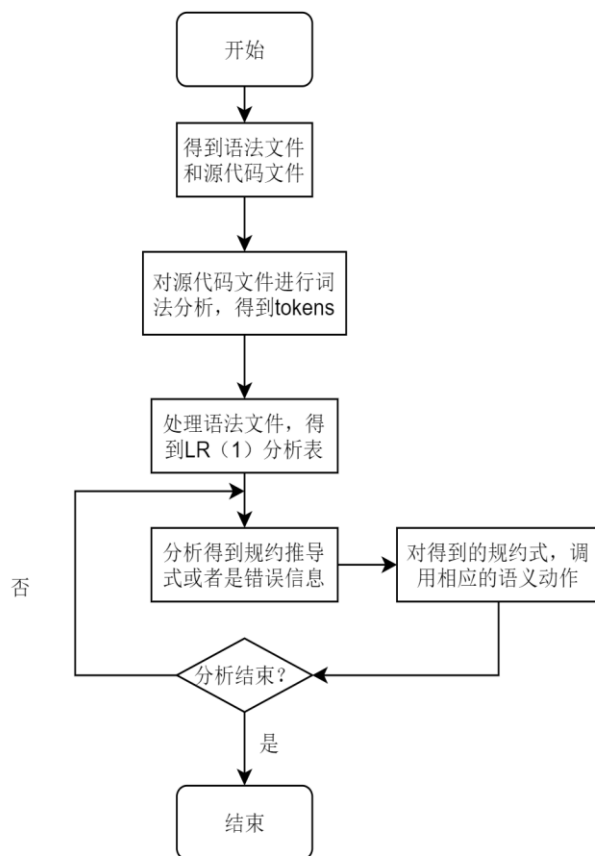 开始
得到语法文件
和源代码文件
对源代码文件进行词
法分析，得到tokens
处理语法文件，得
到LR（1）分析表
分析得到规约推导
式或者是错误信息
对得到的规约式，调
用相应的语义动作
否
分析结束？
是
结束